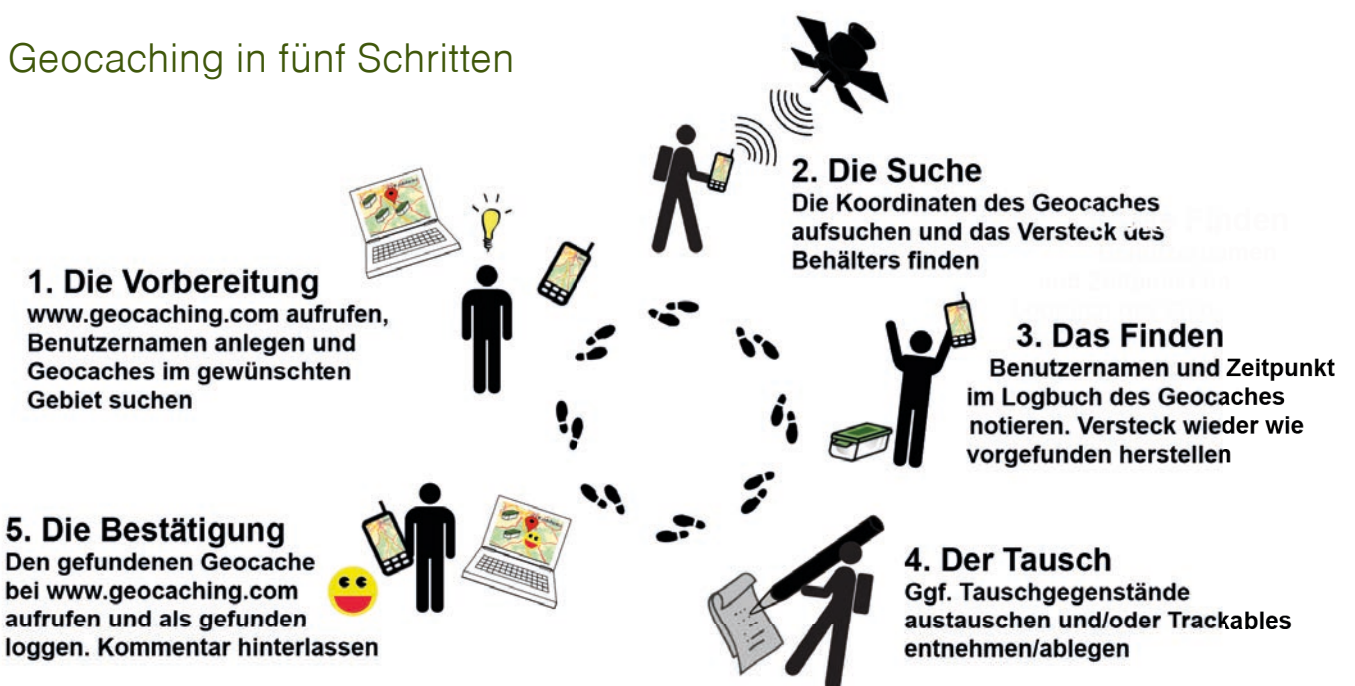 Geocaching in fünf Schritten
1. Die Vorbereitung
www.geocaching.com aufrufen,
Benutzernamen anlegen und
Geocaches im gewünschten
Gebiet suchen
2. Die Suche
Die Koordinaten des Geocaches
aufsuchen und das Versteck des
Behälters finden
3. Das Finden
Benutzernamen und Zeitpunkt
im Logbuch des Geocaches
notieren. Versteck wieder wie
vorgefunden herstellen
4. Der Tausch
Ggf. Tauschgegenstände
austauschen und/oder Trackables
entnehmen/ablegen
5. Die Bestätigung
Den gefundenen Geocache
bei www.geocaching.com
aufrufen und als gefunden
loggen. Kommentar hinterlassen